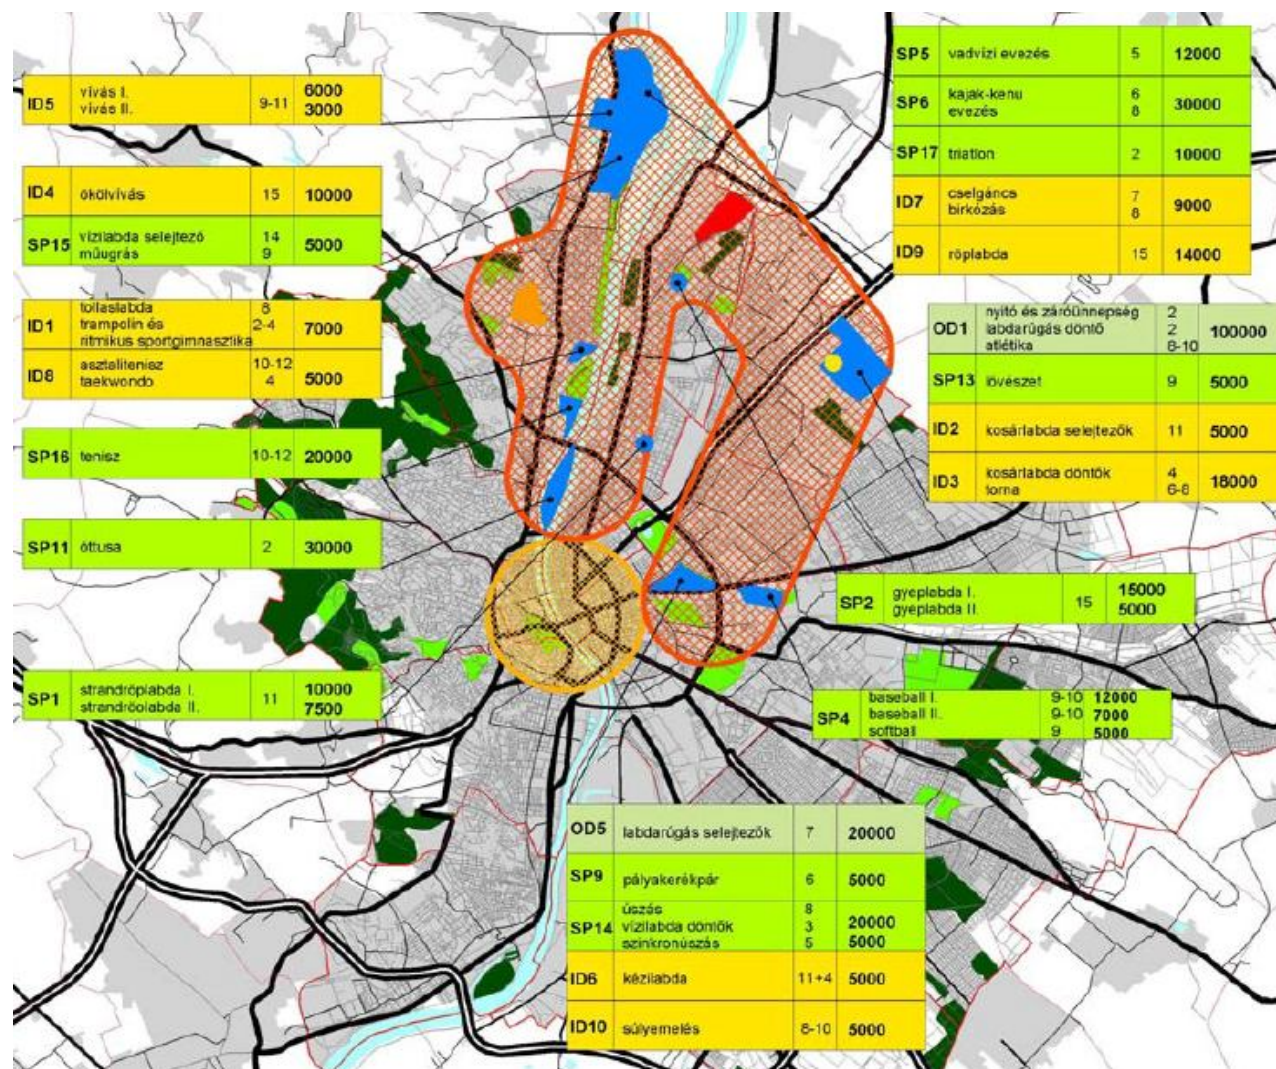 ID5 vívás I. 9-11 6000
vívás II. 3000
ID4 ökölvívás 15 10000
SP15 vízilabda selejtező 14 5000
műugrás 9
ID1 tollaslabda 8 7000
trampolin és 2-4
ritmikus sportgimnasztika
ID8 asztalitenisz 10-12 5000
taekwondo 4
SP16 tenisz 10-12 20000
SP11 öttusa 2 30000
SP1 strandröplabda I. 11 10000
strandröplabda II. 7500
SP5 vadvízi evezés 5 12000
SP6 kajak-kenu 6 30000
evezés 8
SP17 triatlon 2 10000
ID7 cselgáncs 7 9000
birkózás 8
ID9 röplabda 15 14000
OD1 nyitó és záróünnepség 2 100000
labdarúgás döntő 2
atlétika 8-10
SP13 lövészet 9 5000
ID2 kosárlabda selejtezők 11 5000
ID3 kosárlabda döntők 4 18000
torna 6-8
SP2 gyeplabda I. 15 15000
gyeplabda II. 5000
SP4 baseball I. 9-10 12000
baseball II. 9-10 7000
softball 9 5000
OD5 labdarúgás selejtezők 7 20000
SP9 pályakerékpár 6 5000
SP14 úszás 8 20000
vízilabda döntők 3
szinkronúszás 5 5000
ID6 kézilabda 11+4 5000
ID10 súlyemelés 8-10 5000